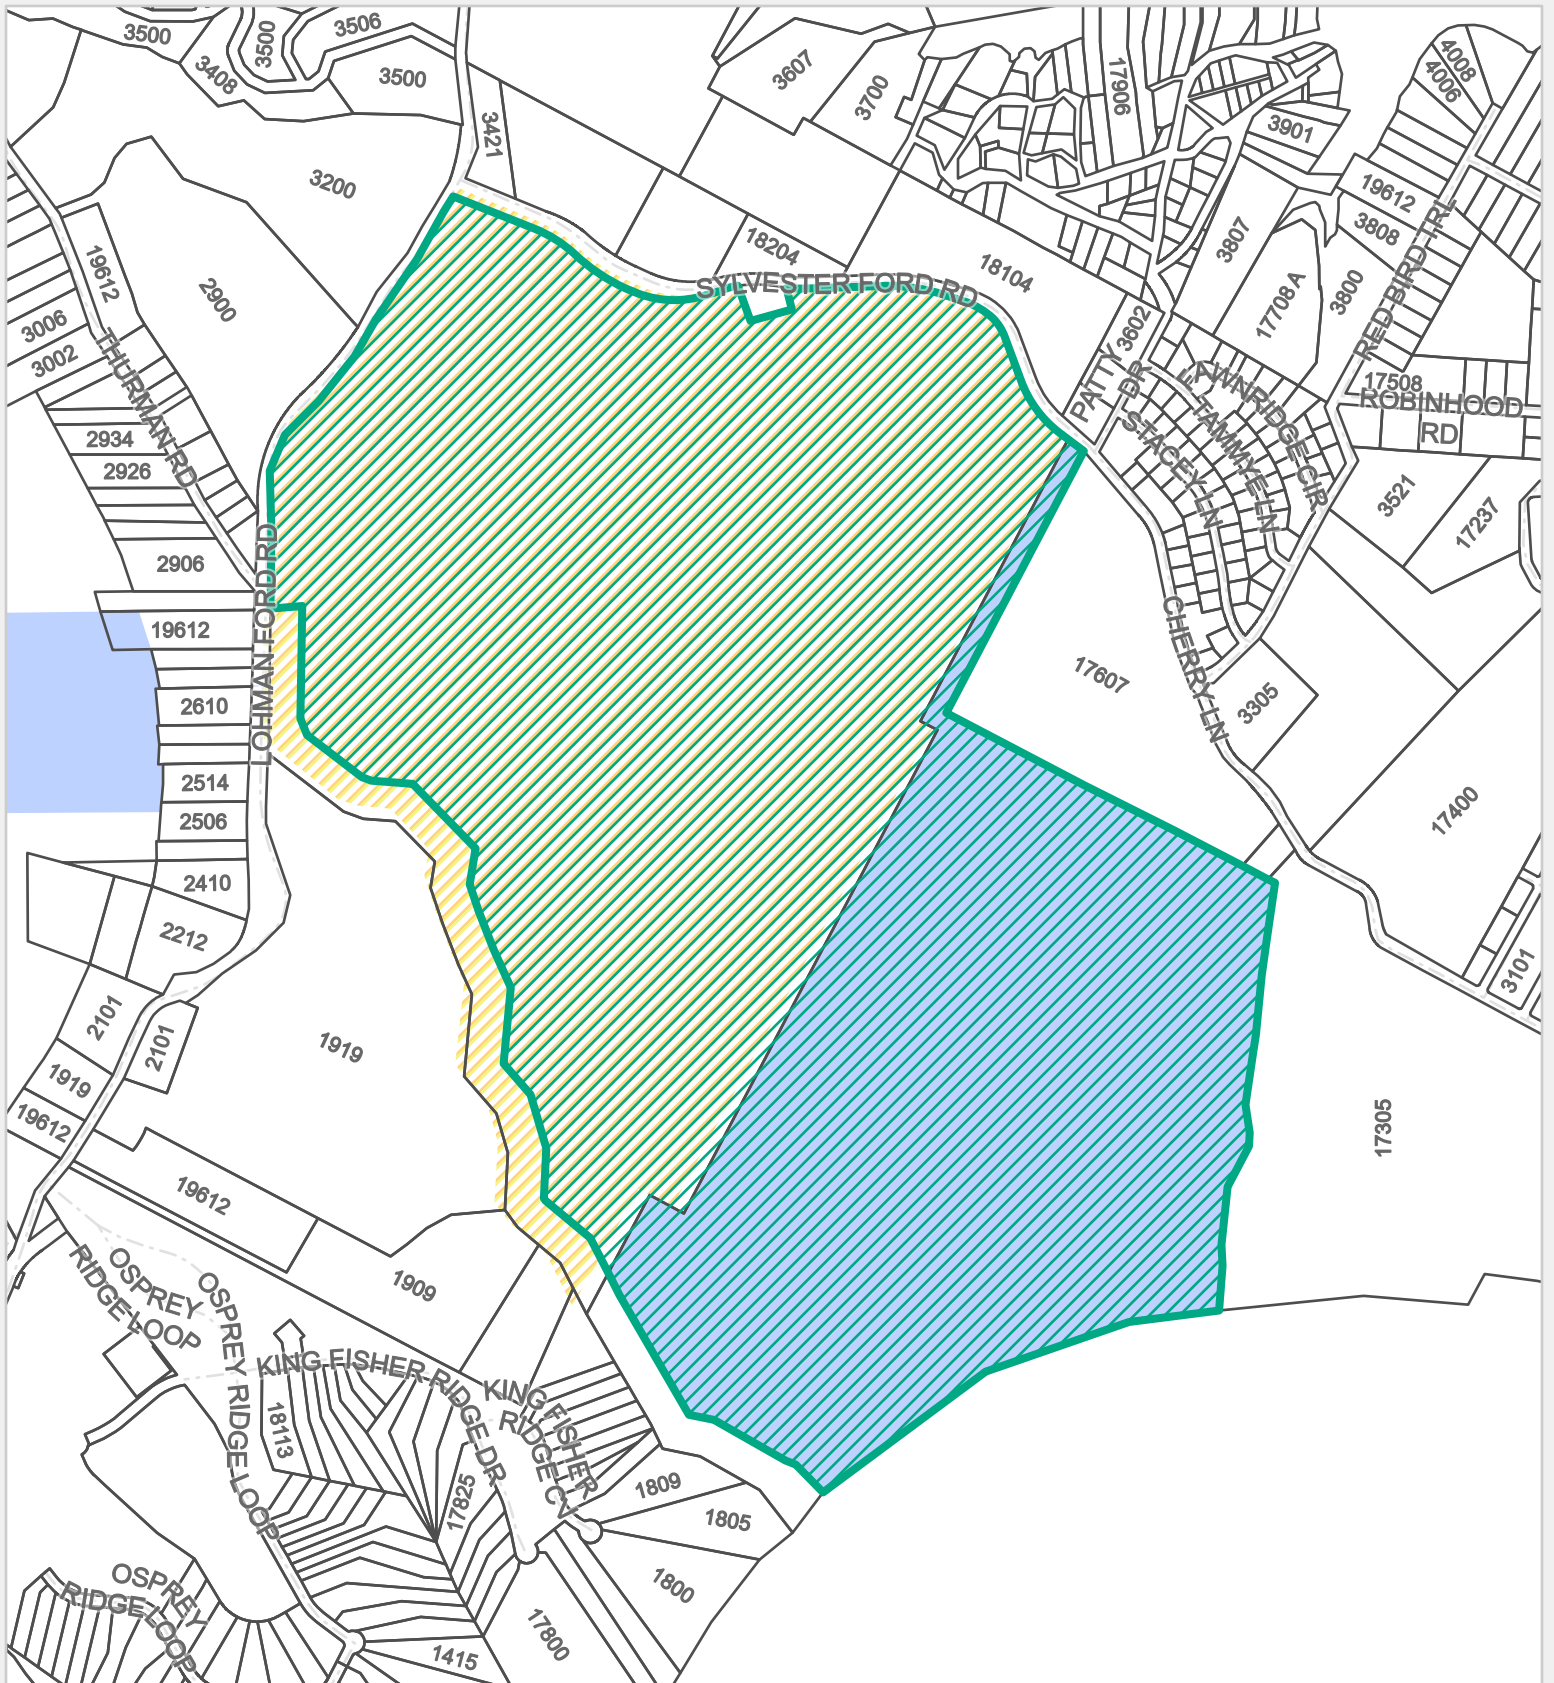 3500
3500
3506
3408
3500
3421
3607
3700
17906
4008
4006
3901
3200
19612
3808
RED BIRD TRL
19612
2900
18204
18104
3807
17708 A
3800
SYLVESTER FORD RD
3006
3002
3602
PATTY
DR
THURMAN RD
17508
ROBINHOOD
RD
FAWNRIDGE CIR
TAMMYE LN
STACEY LN
2934
2926
3521
17237
2906
LOHMAN FORD RD
19612
CHERRY LN
17607
2610
3305
2514
2506
17400
2410
2212
3101
2101
2101
1919
1919
19612
17305
19612
OSPREY
RIDGE LOOP
OSPREY RIDGE LOOP
1909
KING FISHER RIDGE DR
KING FISHER
RIDGE CV
18113
17825
1809
1805
1800
OSPREY
RIDGE LOOP
17800
1415